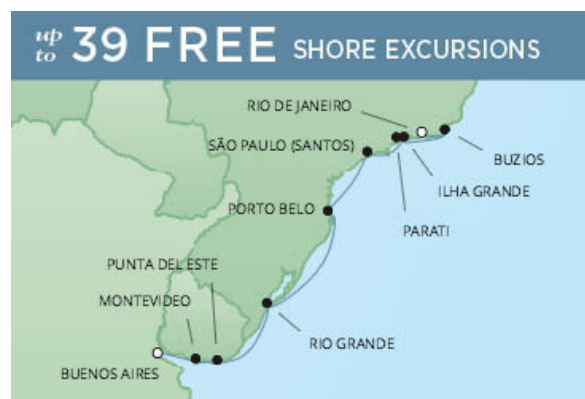 up to 39 FREE SHORE EXCURSIONS
RIO DE JANEIRO
SÃO PAULO (SANTOS)
BUZIOS
ILHA GRANDE
PORTO BELO
PARATI
PUNTA DEL ESTE
MONTEVIDEO
RIO GRANDE
BUENOS AIRES